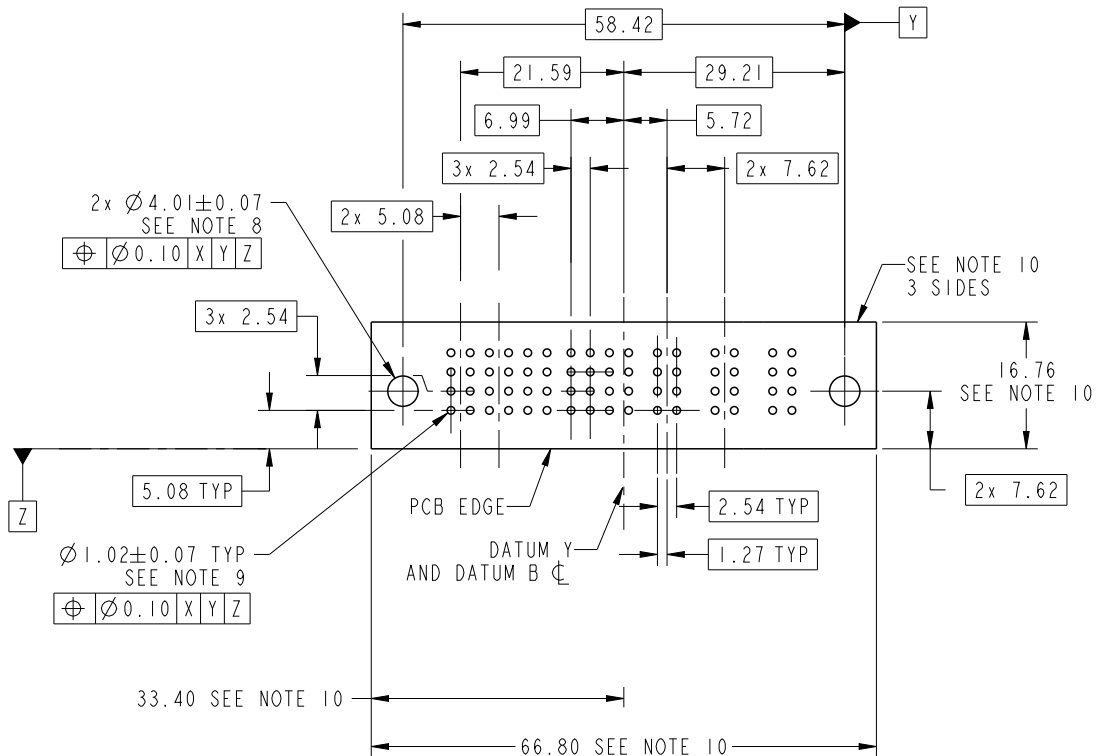 58.42
Y
21.59
29.21
6.99
5.72
3x 2.54
2x 7.62
2x Ø4.01±0.07
SEE NOTE 8
⌖ Ø0.10 X Y Z
2x 5.08
SEE NOTE 10
3 SIDES
3x 2.54
16.76
SEE NOTE 10
5.08 TYP
Z
PCB EDGE
2.54 TYP
2x 7.62
DATUM Y
AND DATUM B ℄
1.27 TYP
Ø1.02±0.07 TYP
SEE NOTE 9
⌖ Ø0.10 X Y Z
33.40 SEE NOTE 10
66.80 SEE NOTE 10